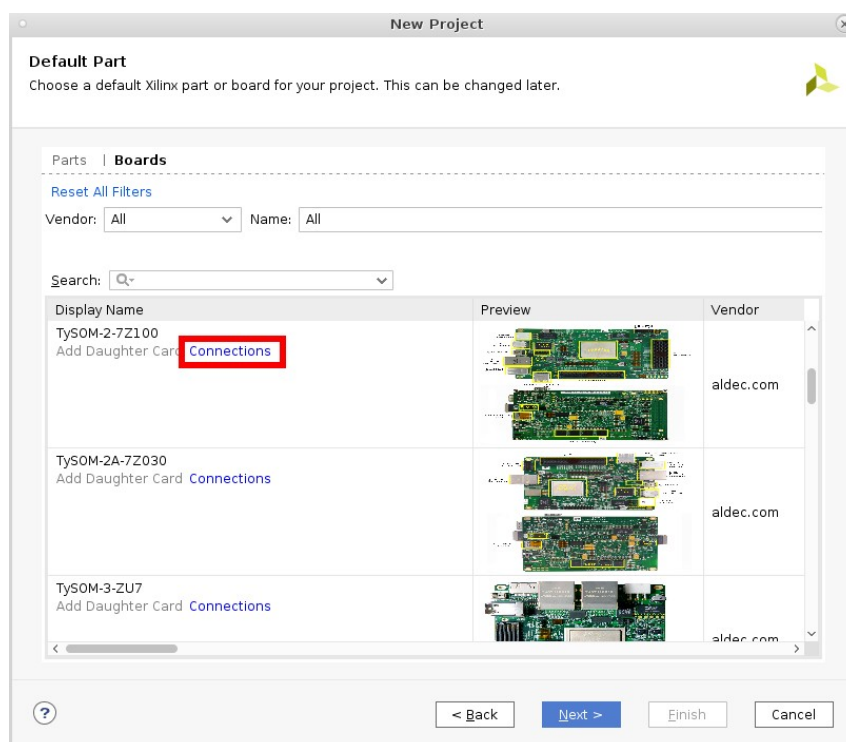 New Project
Default Part
Choose a default Xilinx part or board for your project. This can be changed later.
Parts | Boards
Reset All Filters
Vendor: All Name: All
Search:
Display Name Preview Vendor
TySOM-2-7Z100
Add Daughter Card Connections
aldec.com
TySOM-2A-7Z030
Add Daughter Card Connections
aldec.com
TySOM-3-ZU7
Add Daughter Card Connections
aldec.com
? < Back Next > Finish Cancel